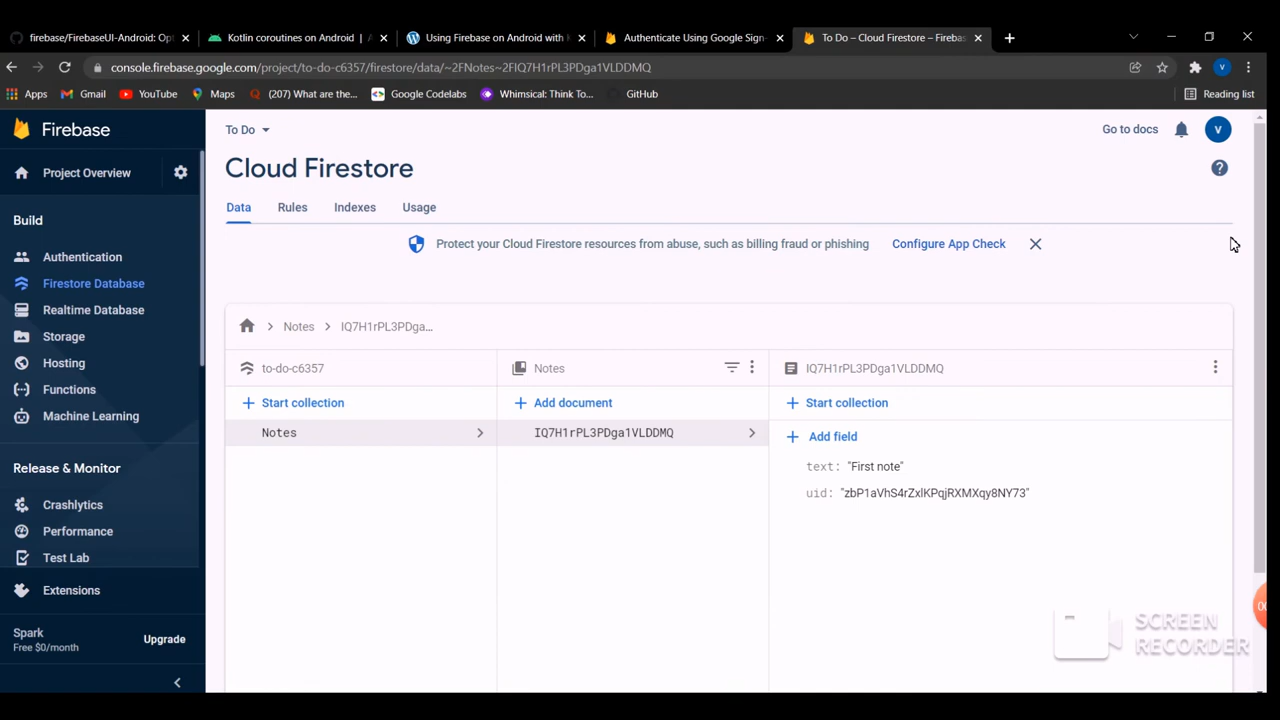 firebase/FirebaseUI-Android: Opt
Kotlin coroutines on Android | A
Using Firebase on Android with M
Authenticate Using Google Sign-
To Do – Cloud Firestore – Firebas
console.firebase.google.com/project/to-do-c6357/firestore/data/~2FNotes~2FIQ7H1rPL3PDga1VLDDMQ
V
Apps
Gmail
YouTube
Maps
(207) What are the...
Google Codelabs
Whimsical: Think To...
GitHub
Reading list
Firebase
To Do
Go to docs
V
Project Overview
Cloud Firestore
Data
Rules
Indexes
Usage
Build
Protect your Cloud Firestore resources from abuse, such as billing fraud or phishing
Configure App Check
Authentication
Firestore Database
Realtime Database
Storage
Hosting
Functions
Machine Learning
Release & Monitor
Crashlytics
Performance
Test Lab
Extensions
Spark
Free $0/month
Upgrade
Notes
IQ7H1rPL3PDga...
to-do-c6357
Notes
IQ7H1rPL3PDga1VLDDMQ
Start collection
Add document
Start collection
Notes
IQ7H1rPL3PDga1VLDDMQ
Add field
text: "First note"
uid: "zbP1aVhS4rZxlKPqjRXMXqy8NY73"
SCREEN
RECORDER